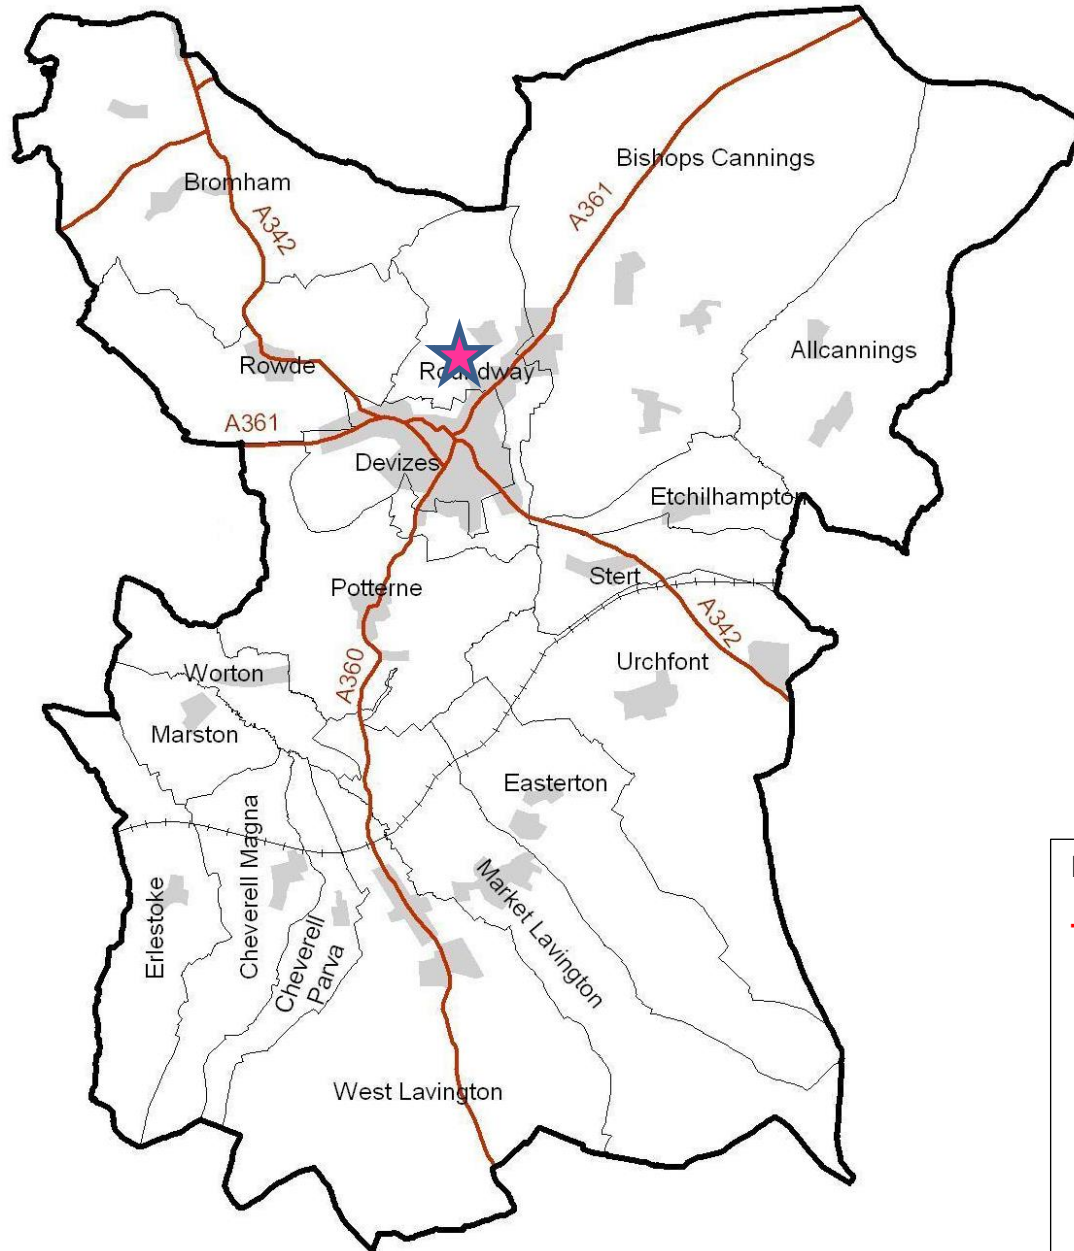 Bishops Cannings
Bromham
A361
A342
Allcannings
Rowde
Roundway
A361
Devizes
Etchilhampton
Stert
Potterne
A342
Urchfont
A360
Worton
Marston
Easterton
Cheverell Magna
Market Lavington
Erlestoke
Cheverell
Parva
West Lavington